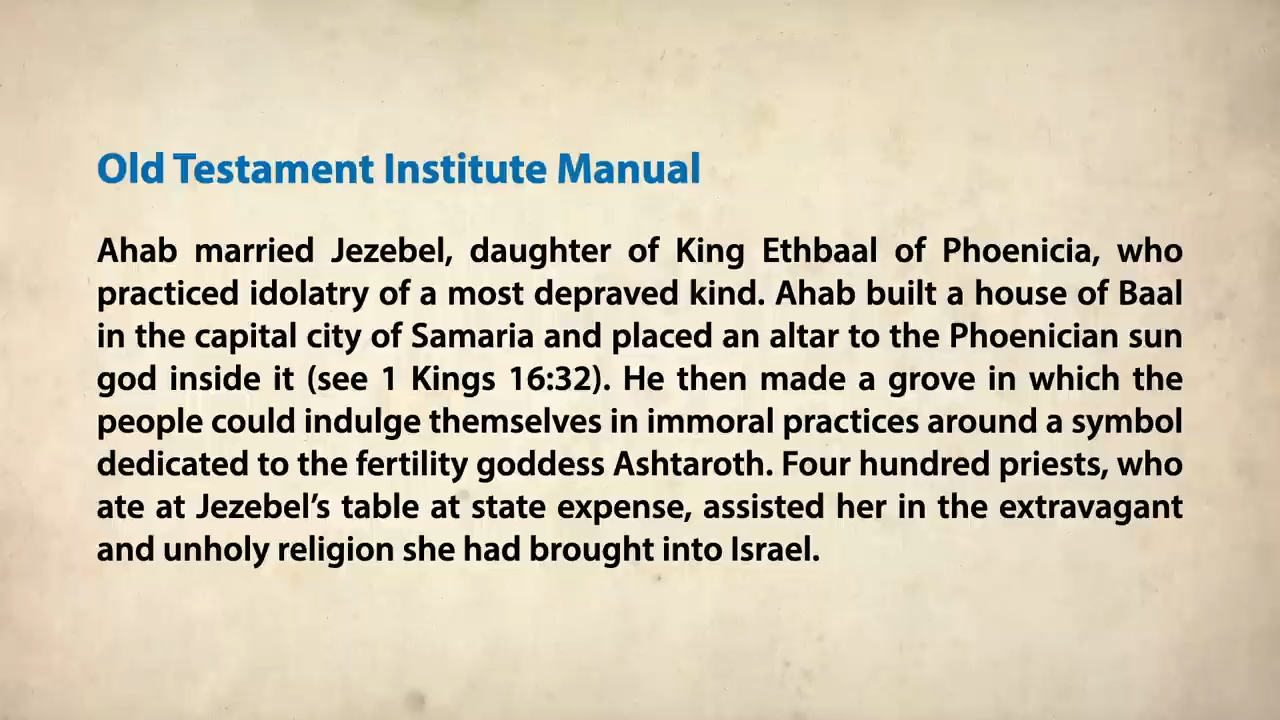 Old Testament Institute Manual
Ahab married Jezebel, daughter of King Ethbaal of Phoenicia, who
practiced idolatry of a most depraved kind. Ahab built a house of Baal
in the capital city of Samaria and placed an altar to the Phoenician sun
god inside it (see 1 Kings 16:32). He then made a grove in which the
people could indulge themselves in immoral practices around a symbol
dedicated to the fertility goddess Ashtaroth. Four hundred priests, who
ate at Jezebel’s table at state expense, assisted her in the extravagant
and unholy religion she had brought into Israel.